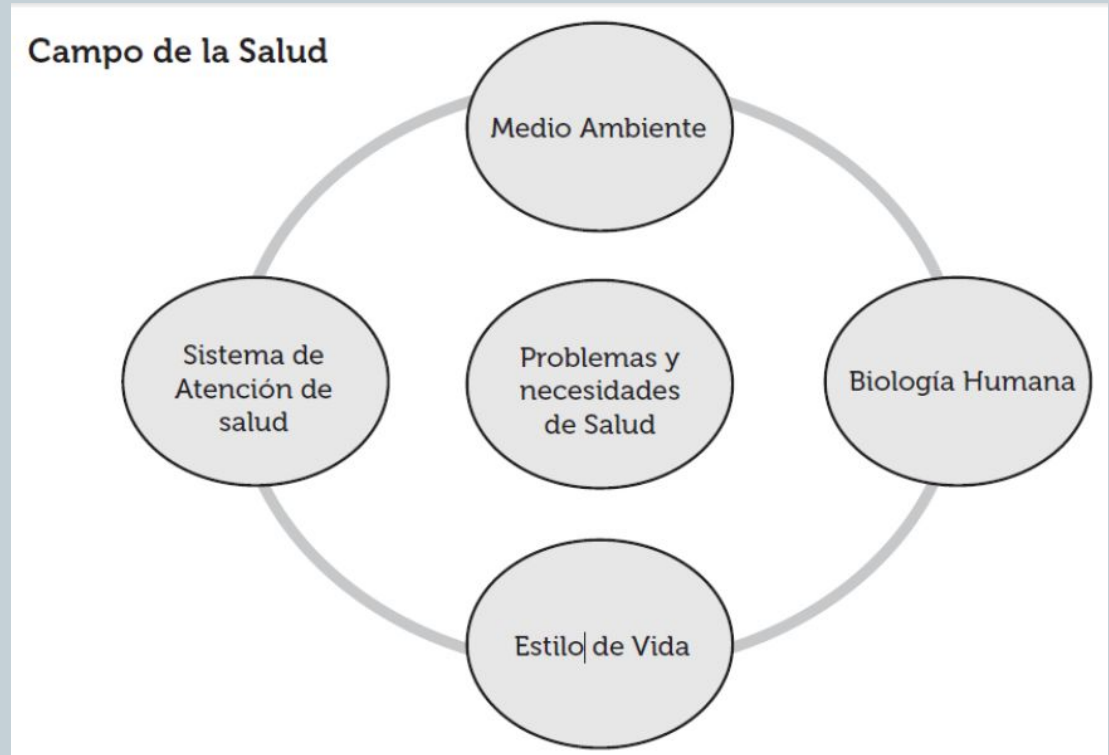 Campo de la Salud
Medio Ambiente
Sistema de
Atención de
salud
Problemas y
necesidades
de Salud
Biología Humana
Estilo de Vida